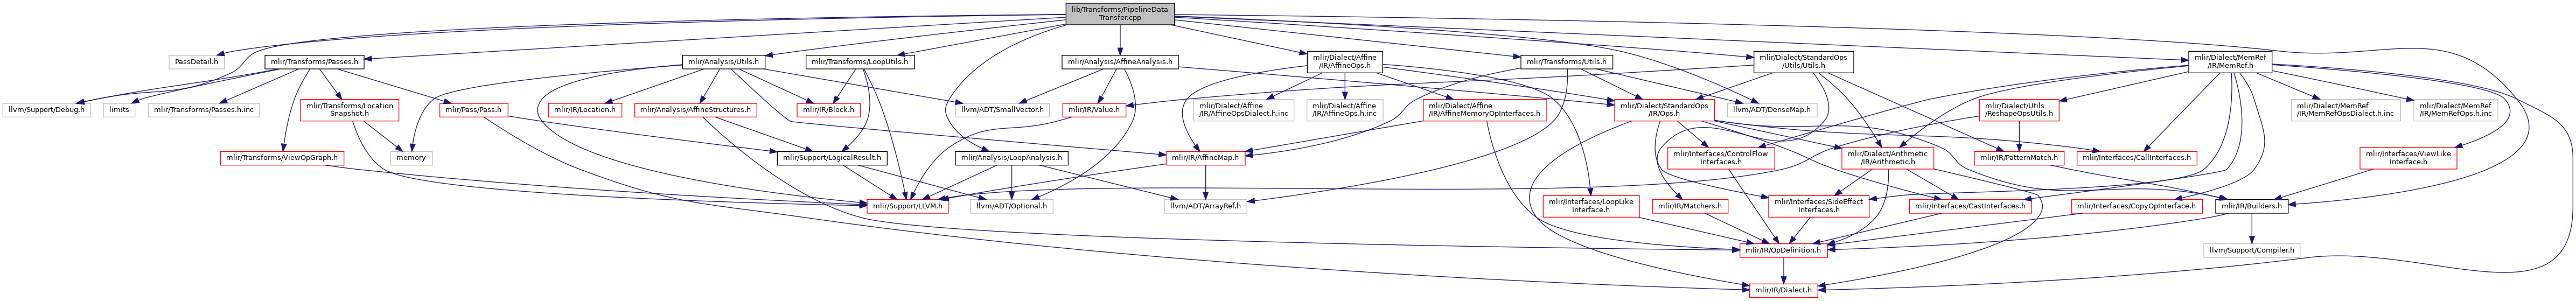 lib/Transforms/PipelineData
Transfer.cpp
PassDetail.h
mlir/Transforms/Passes.h
mlir/Analysis/Utils.h
mlir/Transforms/LoopUtils.h
mlir/Analysis/AffineAnalysis.h
mlir/Dialect/Affine
/IR/AffineOps.h
mlir/Transforms/Utils.h
mlir/Dialect/StandardOps
/Utils/Utils.h
mlir/Dialect/MemRef
/IR/MemRef.h
llvm/Support/Debug.h
limits
mlir/Transforms/Passes.h.inc
mlir/Transforms/Location
Snapshot.h
mlir/Pass/Pass.h
mlir/IR/Location.h
mlir/Analysis/AffineStructures.h
mlir/IR/Block.h
llvm/ADT/SmallVector.h
mlir/IR/Value.h
mlir/Dialect/Affine
/IR/AffineOpsDialect.h.inc
mlir/Dialect/Affine
/IR/AffineOps.h.inc
mlir/Dialect/Affine
/IR/AffineMemoryOpInterfaces.h
mlir/Dialect/StandardOps
/IR/Ops.h
llvm/ADT/DenseMap.h
mlir/Dialect/Utils
/ReshapeOpsUtils.h
mlir/Dialect/MemRef
/IR/MemRefOpsDialect.h.inc
mlir/Dialect/MemRef
/IR/MemRefOps.h.inc
mlir/Transforms/ViewOpGraph.h
memory
mlir/Support/LogicalResult.h
mlir/Analysis/LoopAnalysis.h
mlir/IR/AffineMap.h
mlir/Interfaces/ControlFlow
Interfaces.h
mlir/Dialect/Arithmetic
/IR/Arithmetic.h
mlir/IR/PatternMatch.h
mlir/Interfaces/CallInterfaces.h
mlir/Interfaces/ViewLike
Interface.h
mlir/Support/LLVM.h
llvm/ADT/Optional.h
llvm/ADT/ArrayRef.h
mlir/Interfaces/LoopLike
Interface.h
mlir/IR/Matchers.h
mlir/Interfaces/SideEffect
Interfaces.h
mlir/Interfaces/CastInterfaces.h
mlir/Interfaces/CopyOpInterface.h
mlir/IR/Builders.h
mlir/IR/OpDefinition.h
llvm/Support/Compiler.h
mlir/IR/Dialect.h